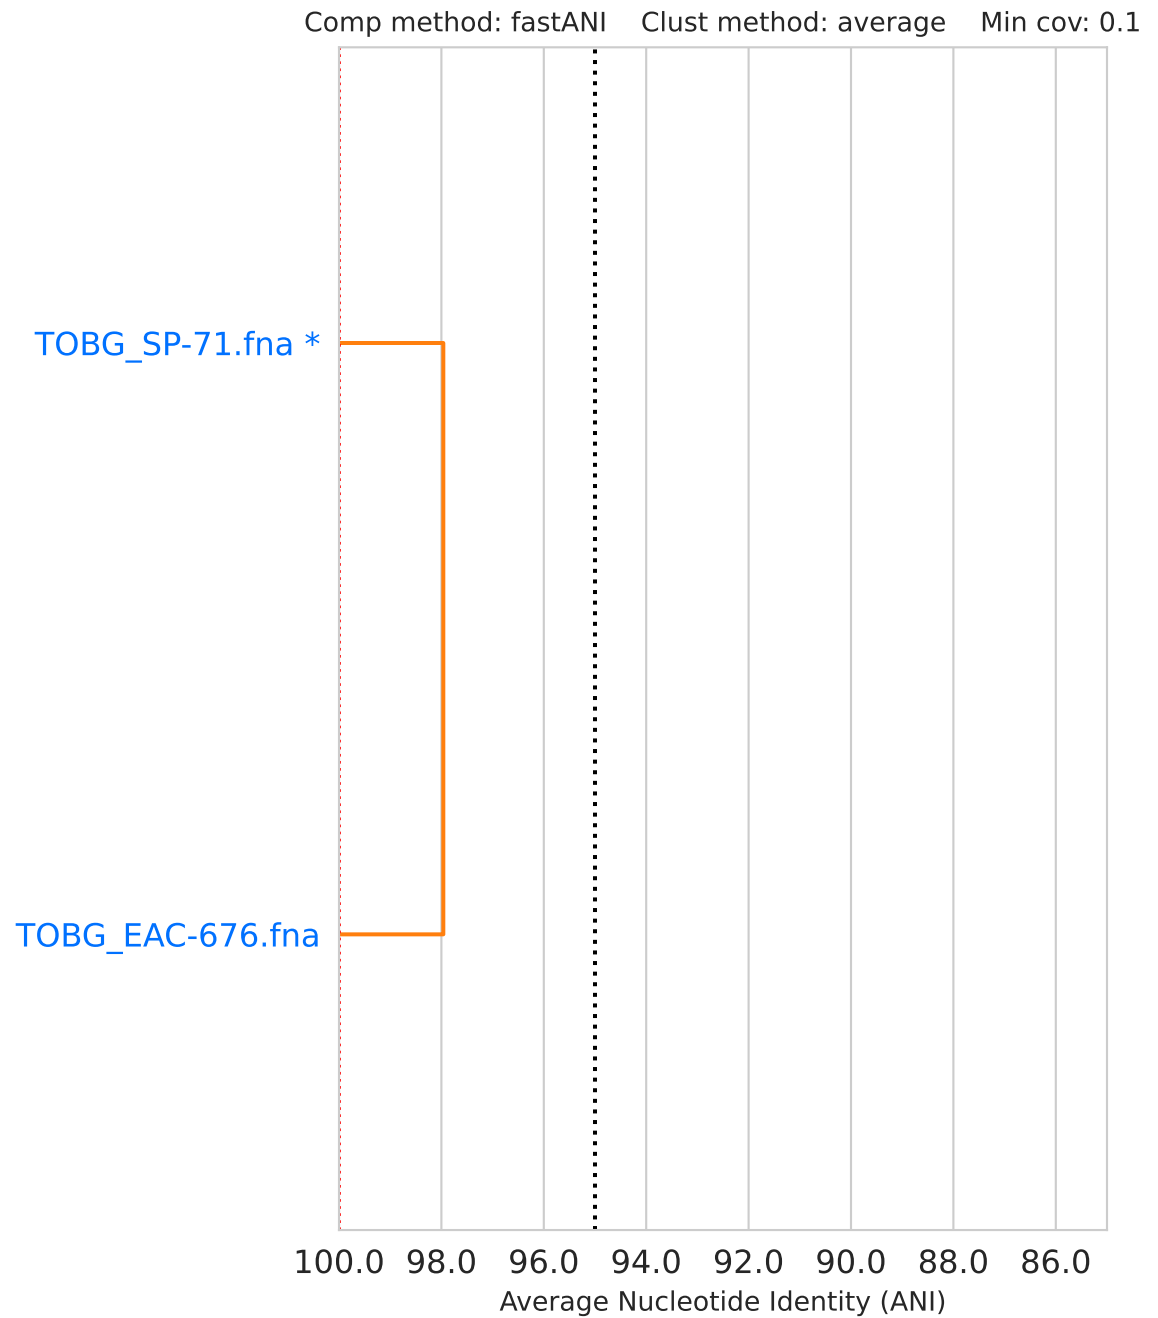 Comp method: fastANI    Clust method: average    Min cov: 0.1
TOBG_SP-71.fna *
TOBG_EAC-676.fna
100.0 98.0 96.0 94.0 92.0 90.0 88.0 86.0
Average Nucleotide Identity (ANI)